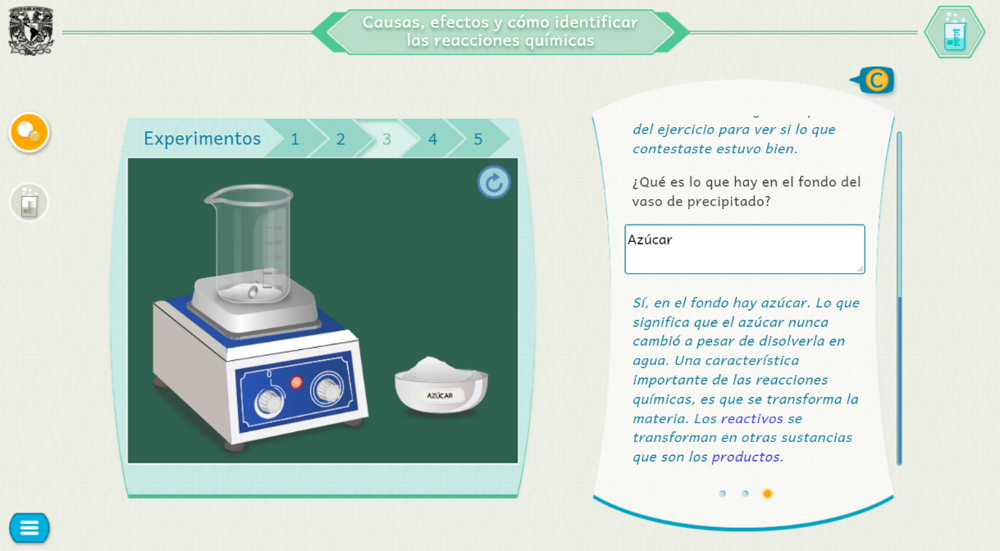 Causas, efectos y cómo identificar
las reacciones químicas
C
Experimentos 1 2 3 4 5
AZÚCAR
del ejercicio para ver si lo que
contestaste estuvo bien.
¿Qué es lo que hay en el fondo del
vaso de precipitado?
Azúcar
Sí, en el fondo hay azúcar. Lo que
significa que el azúcar nunca
cambió a pesar de disolverla en
agua. Una característica
importante de las reacciones
químicas, es que se transforma la
materia. Los reactivos se
transforman en otras sustancias
que son los productos.